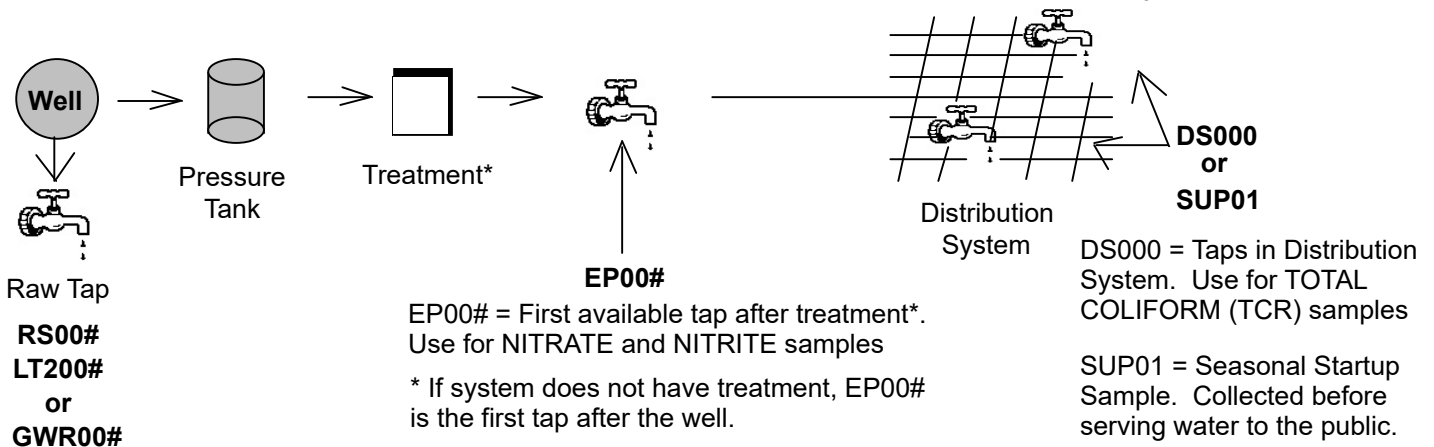 Well
Pressure
Tank
Treatment*
Raw Tap
RS00#
LT200#
or
GWR00#
EP00#
EP00# = First available tap after treatment*.
Use for NITRATE and NITRITE samples
* If system does not have treatment, EP00#
is the first tap after the well.
Distribution
System
DS000
or
SUP01
DS000 = Taps in Distribution
System. Use for TOTAL
COLIFORM (TCR) samples
SUP01 = Seasonal Startup
Sample. Collected before
serving water to the public.